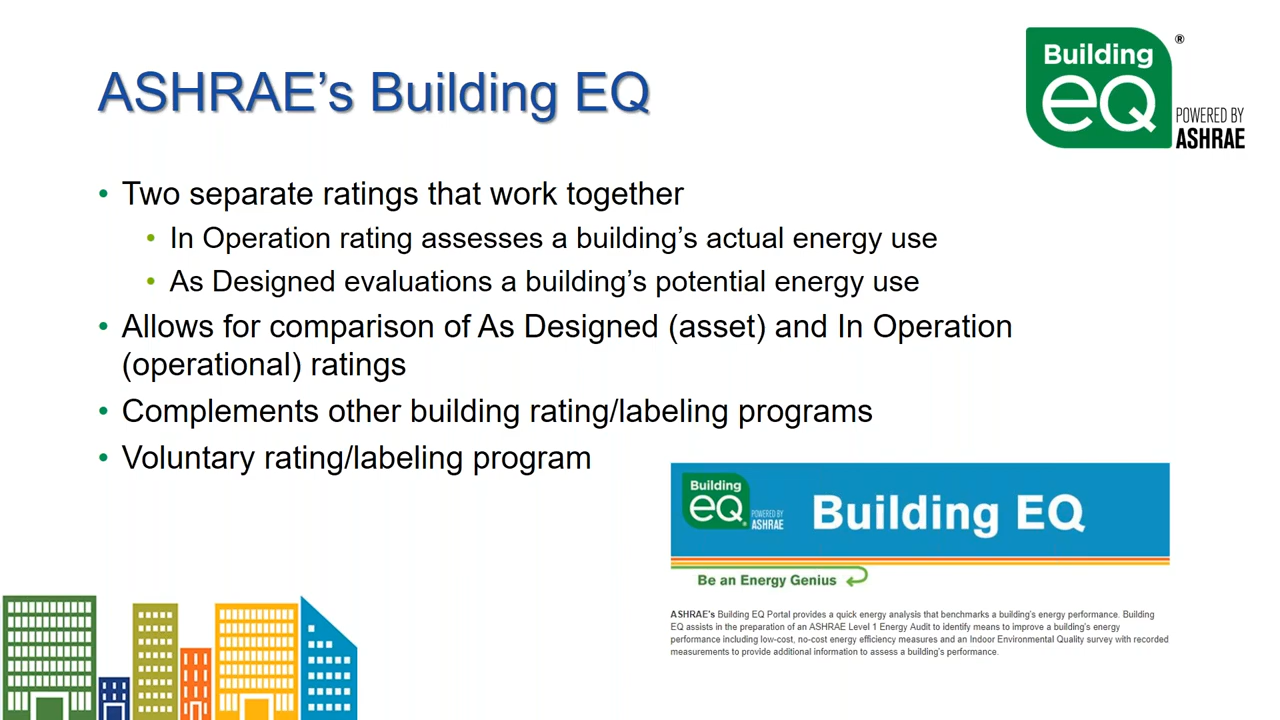 ASHRAE's Building EQ
Building
eQ
®
POWERED BY
ASHRAE
• Two separate ratings that work together
• In Operation rating assesses a building's actual energy use
• As Designed evaluations a building's potential energy use
• Allows for comparison of As Designed (asset) and In Operation
(operational) ratings
• Complements other building rating/labeling programs
• Voluntary rating/labeling program
Building
eQ
®
POWERED BY
ASHRAE
Building EQ
Be an Energy Genius
ASHRAE's Building EQ Portal provides a quick energy analysis that benchmarks a building's energy performance. Building
EQ assists in the preparation of an ASHRAE Level 1 Energy Audit to identify means to improve a building's energy
performance including low-cost, no-cost energy efficiency measures and an Indoor Environmental Quality survey with recorded
measurements to provide additional information to assess a building's performance.